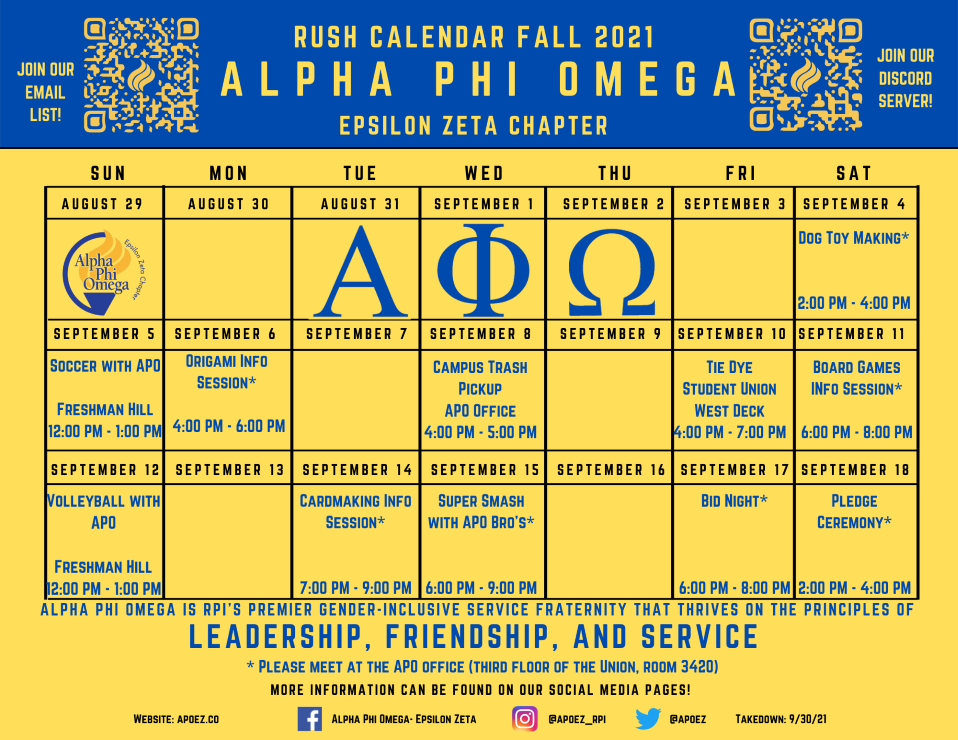 RUSH CALENDAR FALL 2021
ALPHA PHI OMEGA
EPSILON ZETA CHAPTER
JOIN OUR
EMAIL
LIST!
JOIN OUR
DISCORD
SERVER!
SUN MON TUE WED THU FRI SAT
AUGUST 29 AUGUST 30 AUGUST 31 SEPTEMBER 1 SEPTEMBER 2 SEPTEMBER 3 SEPTEMBER 4
Alpha
Phi
Omega
Epsilon Zeta Chapter
Α Φ Ω
DOG TOY MAKING*
2:00 PM - 4:00 PM
SEPTEMBER 5 SEPTEMBER 6 SEPTEMBER 7 SEPTEMBER 8 SEPTEMBER 9 SEPTEMBER 10 SEPTEMBER 11
SOCCER WITH APO
FRESHMAN HILL
12:00 PM - 1:00 PM
ORIGAMI INFO
SESSION*
4:00 PM - 6:00 PM
CAMPUS TRASH
PICKUP
APO OFFICE
4:00 PM - 5:00 PM
TIE DYE
STUDENT UNION
WEST DECK
4:00 PM - 7:00 PM
BOARD GAMES
INFO SESSION*
6:00 PM - 8:00 PM
SEPTEMBER 12 SEPTEMBER 13 SEPTEMBER 14 SEPTEMBER 15 SEPTEMBER 16 SEPTEMBER 17 SEPTEMBER 18
VOLLEYBALL WITH
APO
FRESHMAN HILL
12:00 PM - 1:00 PM
CARDMAKING INFO
SESSION*
7:00 PM - 9:00 PM
SUPER SMASH
WITH APO BRO'S*
6:00 PM - 9:00 PM
BID NIGHT*
6:00 PM - 8:00 PM
PLEDGE
CEREMONY*
2:00 PM - 4:00 PM
ALPHA PHI OMEGA IS RPI'S PREMIER GENDER-INCLUSIVE SERVICE FRATERNITY THAT THRIVES ON THE PRINCIPLES OF
LEADERSHIP, FRIENDSHIP, AND SERVICE
* PLEASE MEET AT THE APO OFFICE (THIRD FLOOR OF THE UNION, ROOM 3420)
MORE INFORMATION CAN BE FOUND ON OUR SOCIAL MEDIA PAGES!
WEBSITE: APOEZ.CO ALPHA PHI OMEGA- EPSILON ZETA @APOEZ_RPI @APOEZ TAKEDOWN: 9/30/21